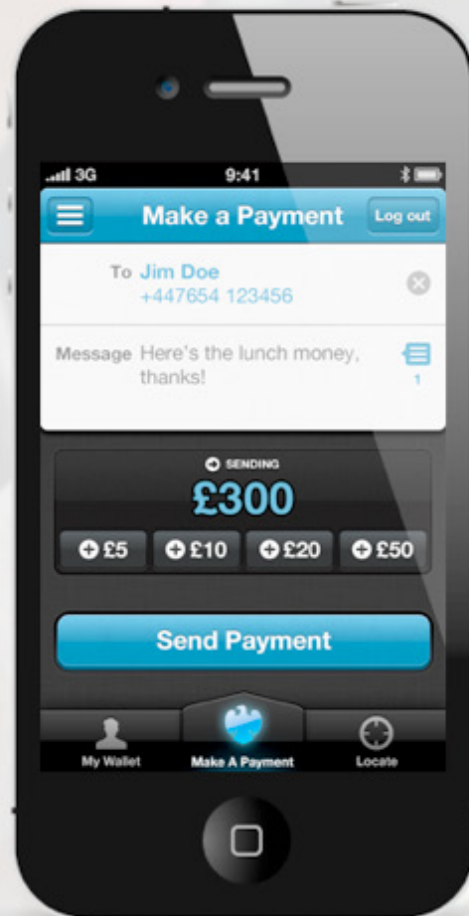 3G 9:41
Make a Payment Log out
To Jim Doe
+447654 123456
Message Here's the lunch money,
thanks!
1
SENDING
£300
£5 £10 £20 £50
Send Payment
My Wallet Make A Payment Locate